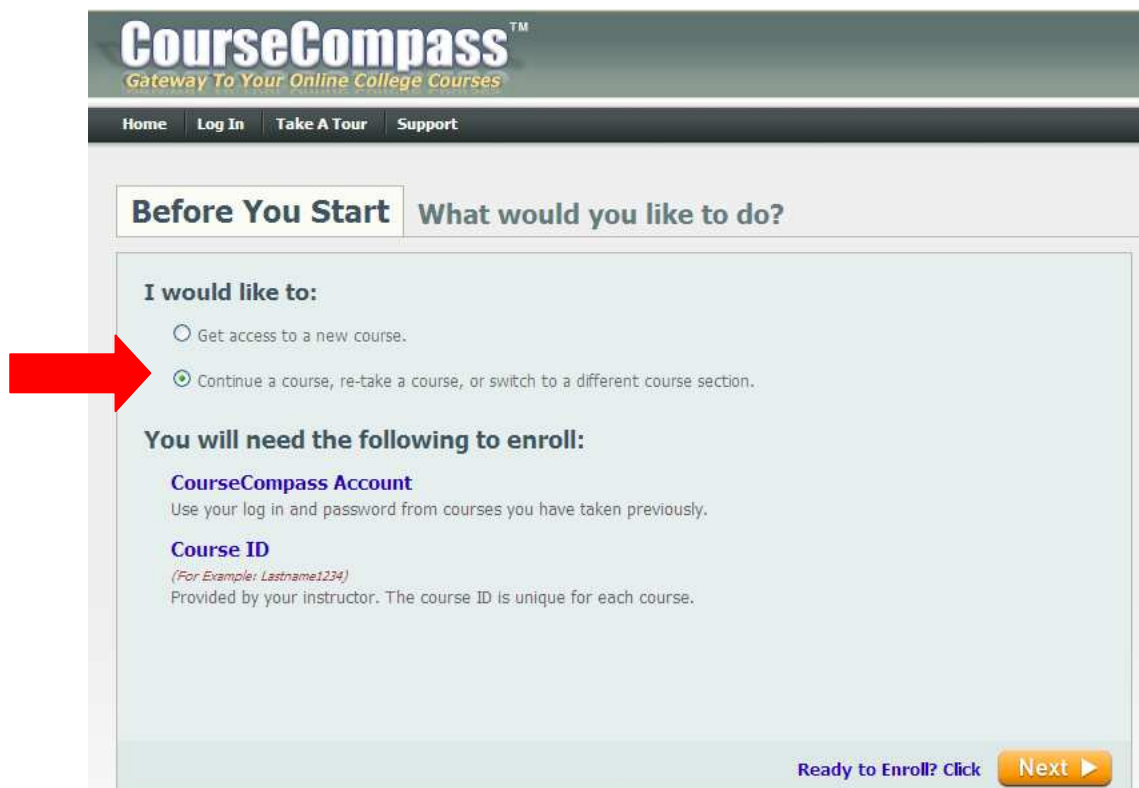 CourseCompass™
Gateway To Your Online College Courses
Home Log In Take A Tour Support
Before You Start What would you like to do?
I would like to:
Get access to a new course.
Continue a course, re-take a course, or switch to a different course section.
You will need the following to enroll:
CourseCompass Account
Use your log in and password from courses you have taken previously.
Course ID
(For Example: Lastname1234)
Provided by your instructor. The course ID is unique for each course.
Ready to Enroll? Click Next